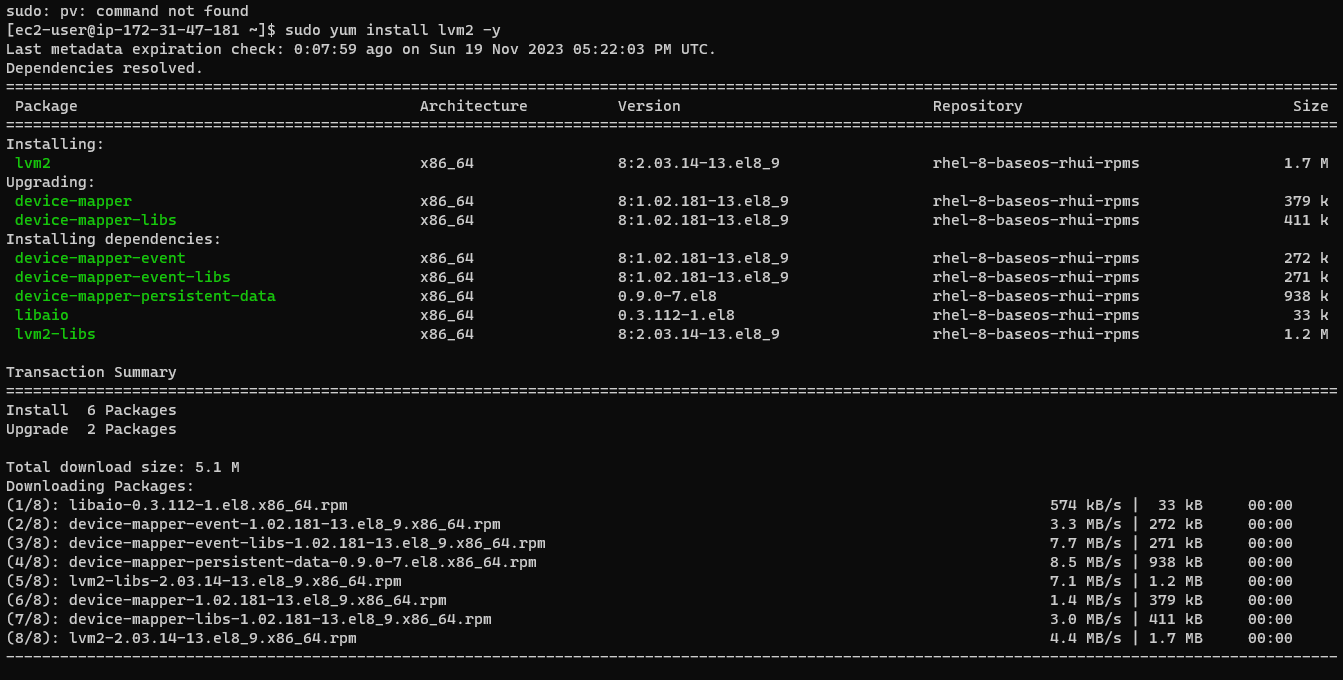 sudo: pv: command not found
[ec2-user@ip-172-31-47-181 ~]$ sudo yum install lvm2 -y
Last metadata expiration check: 0:07:59 ago on Sun 19 Nov 2023 05:22:03 PM UTC.
Dependencies resolved.
================================================================================
Package Architecture Version Repository Size
================================================================================
Installing:
lvm2 x86_64 8:2.03.14-13.el8_9 rhel-8-baseos-rhui-rpms 1.7 M
Upgrading:
device-mapper x86_64 8:1.02.181-13.el8_9 rhel-8-baseos-rhui-rpms 379 k
device-mapper-libs x86_64 8:1.02.181-13.el8_9 rhel-8-baseos-rhui-rpms 411 k
Installing dependencies:
device-mapper-event x86_64 8:1.02.181-13.el8_9 rhel-8-baseos-rhui-rpms 272 k
device-mapper-event-libs x86_64 8:1.02.181-13.el8_9 rhel-8-baseos-rhui-rpms 271 k
device-mapper-persistent-data x86_64 0.9.0-7.el8 rhel-8-baseos-rhui-rpms 938 k
libaio x86_64 0.3.112-1.el8 rhel-8-baseos-rhui-rpms 33 k
lvm2-libs x86_64 8:2.03.14-13.el8_9 rhel-8-baseos-rhui-rpms 1.2 M
Transaction Summary
================================================================================
Install 6 Packages
Upgrade 2 Packages
Total download size: 5.1 M
Downloading Packages:
(1/8): libaio-0.3.112-1.el8.x86_64.rpm 574 kB/s | 33 kB 00:00
(2/8): device-mapper-event-1.02.181-13.el8_9.x86_64.rpm 3.3 MB/s | 272 kB 00:00
(3/8): device-mapper-event-libs-1.02.181-13.el8_9.x86_64.rpm 7.7 MB/s | 271 kB 00:00
(4/8): device-mapper-persistent-data-0.9.0-7.el8.x86_64.rpm 8.5 MB/s | 938 kB 00:00
(5/8): lvm2-libs-2.03.14-13.el8_9.x86_64.rpm 7.1 MB/s | 1.2 MB 00:00
(6/8): device-mapper-1.02.181-13.el8_9.x86_64.rpm 1.4 MB/s | 379 kB 00:00
(7/8): device-mapper-libs-1.02.181-13.el8_9.x86_64.rpm 3.0 MB/s | 411 kB 00:00
(8/8): lvm2-2.03.14-13.el8_9.x86_64.rpm 4.4 MB/s | 1.7 MB 00:00
--------------------------------------------------------------------------------